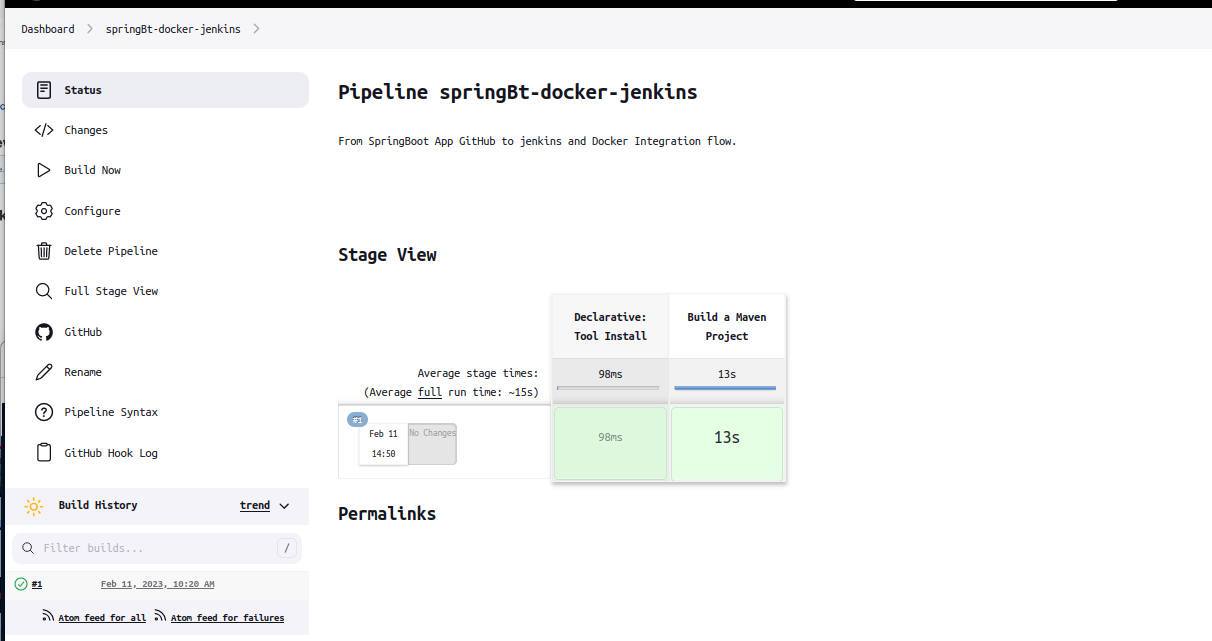 Dashboard
springBt-docker-jenkins
Status
Changes
Build Now
Configure
Delete Pipeline
Full Stage View
GitHub
Rename
Pipeline Syntax
GitHub Hook Log
Build History
trend
Filter builds...
/
#1
Feb 11, 2023, 10:20 AM
Atom feed for all
Atom feed for failures
Pipeline springBt-docker-jenkins
From SpringBoot App GitHub to jenkins and Docker Integration flow.
Stage View
Declarative:
Tool Install
Build a Maven
Project
Average stage times:
98ms
13s
(Average full run time: ~15s)
#1
Feb 11
14:50
No Changes
98ms
13s
Permalinks